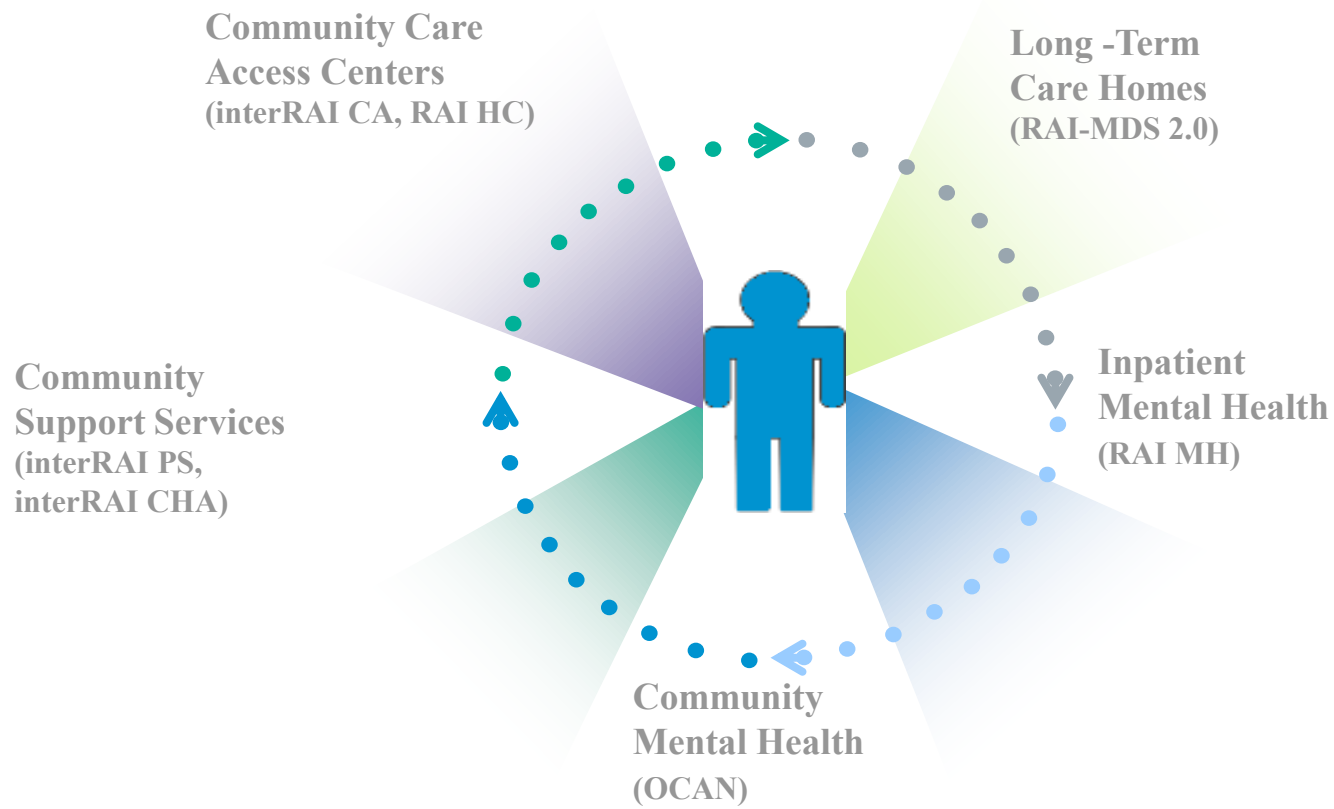 Community Care
Access Centers
(interRAI CA, RAI HC)
Long -Term
Care Homes
(RAI-MDS 2.0)
Inpatient
Mental Health
(RAI MH)
Community
Support Services
(interRAI PS,
interRAI CHA)
Community
Mental Health
(OCAN)